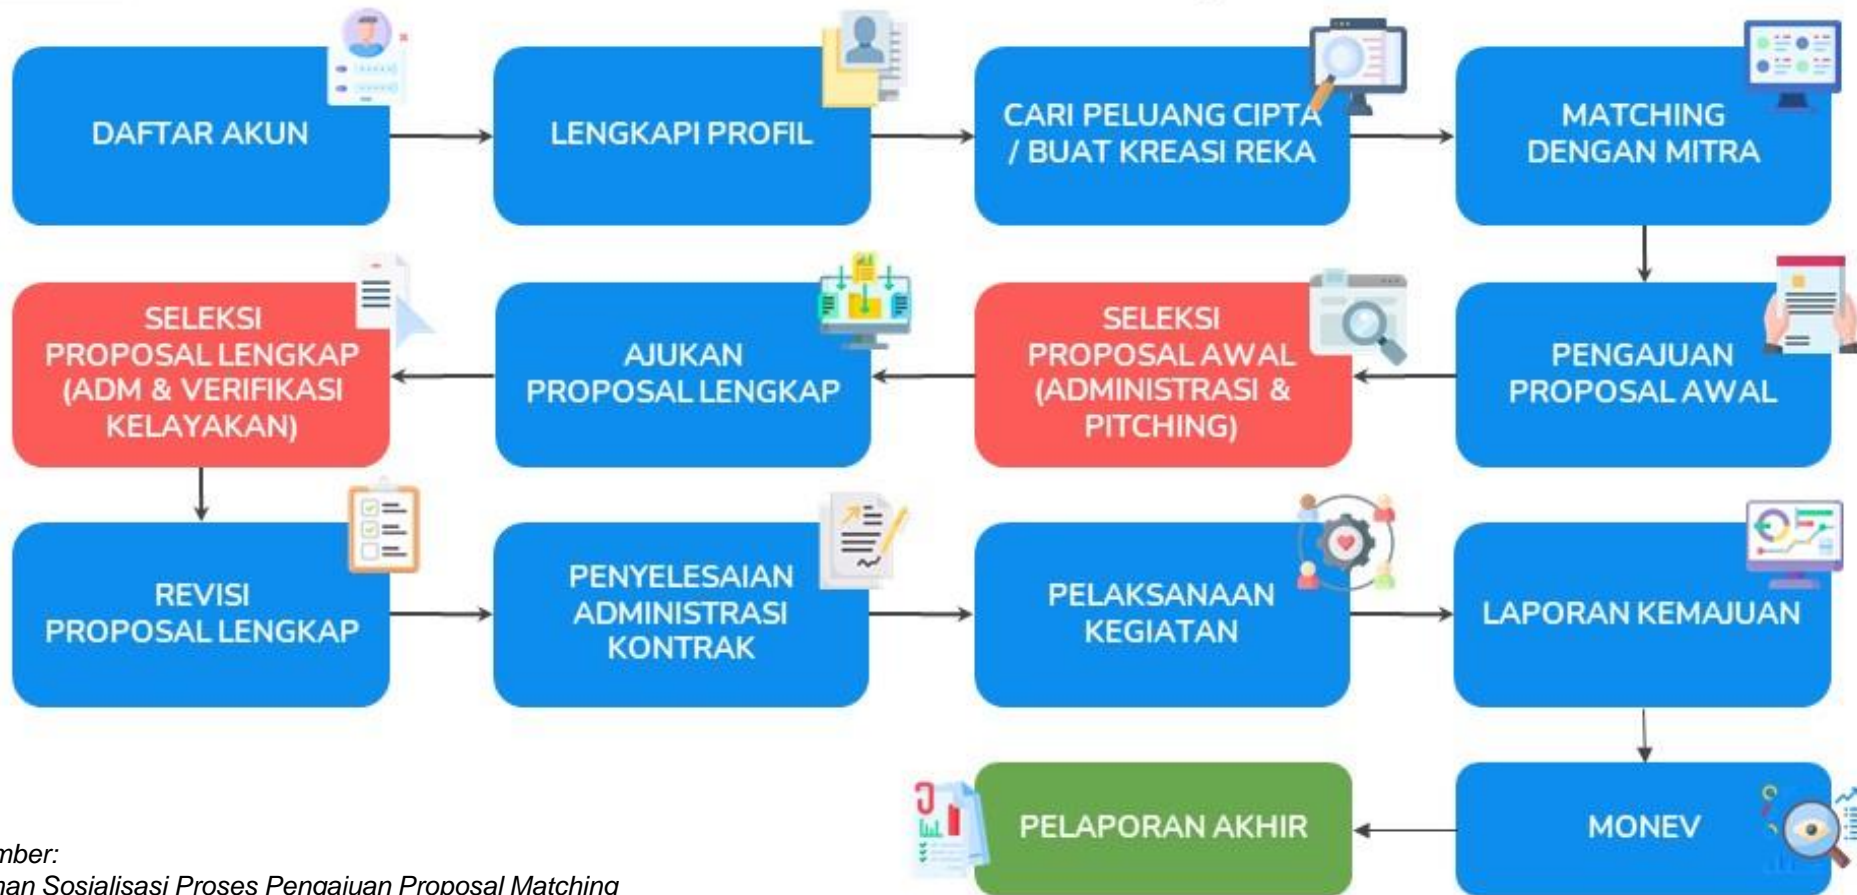 DAFTAR AKUN
LENGKAPI PROFIL
CARI PELUANG CIPTA
/ BUAT KREASI REKA
MATCHING
DENGAN MITRA
PENGAJUAN
PROPOSAL AWAL
SELEKSI
PROPOSAL AWAL
(ADMINISTRASI &
PITCHING)
AJUKAN
PROPOSAL LENGKAP
SELEKSI
PROPOSAL LENGKAP
(ADM & VERIFIKASI
KELAYAKAN)
REVISI
PROPOSAL LENGKAP
PENYELESAIAN
ADMINISTRASI
KONTRAK
PELAKSANAAN
KEGIATAN
LAPORAN KEMAJUAN
MONEV
PELAPORAN AKHIR
mber:
nan Sosialisasi Proses Pengajuan Proposal Matching